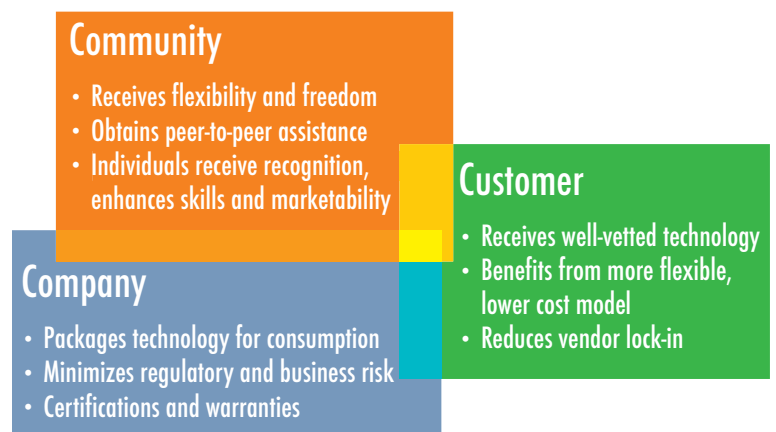 Community
• Receives flexibility and freedom
• Obtains peer-to-peer assistance
• Individuals receive recognition,
enhances skills and marketability
Customer
• Receives well-vetted technology
• Benefits from more flexible,
lower cost model
• Reduces vendor lock-in
Company
• Packages technology for consumption
• Minimizes regulatory and business risk
• Certifications and warranties